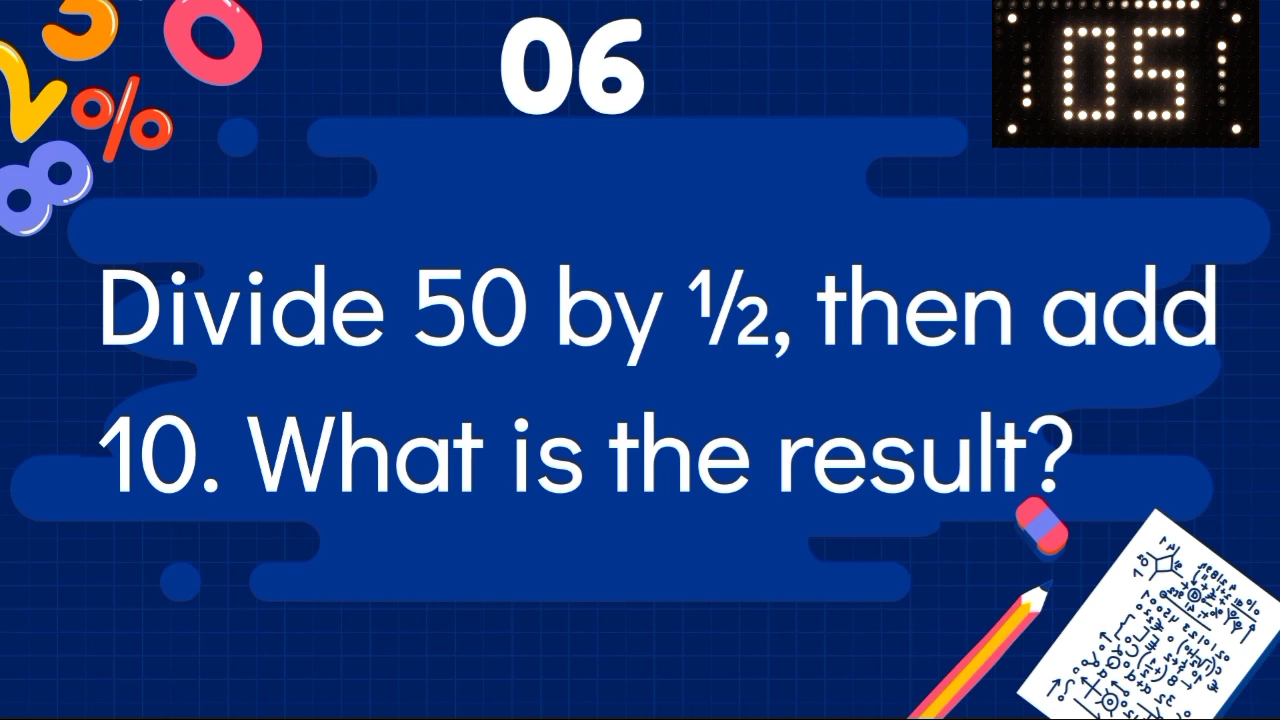 06
05
Divide 50 by ½, then add
10. What is the result?